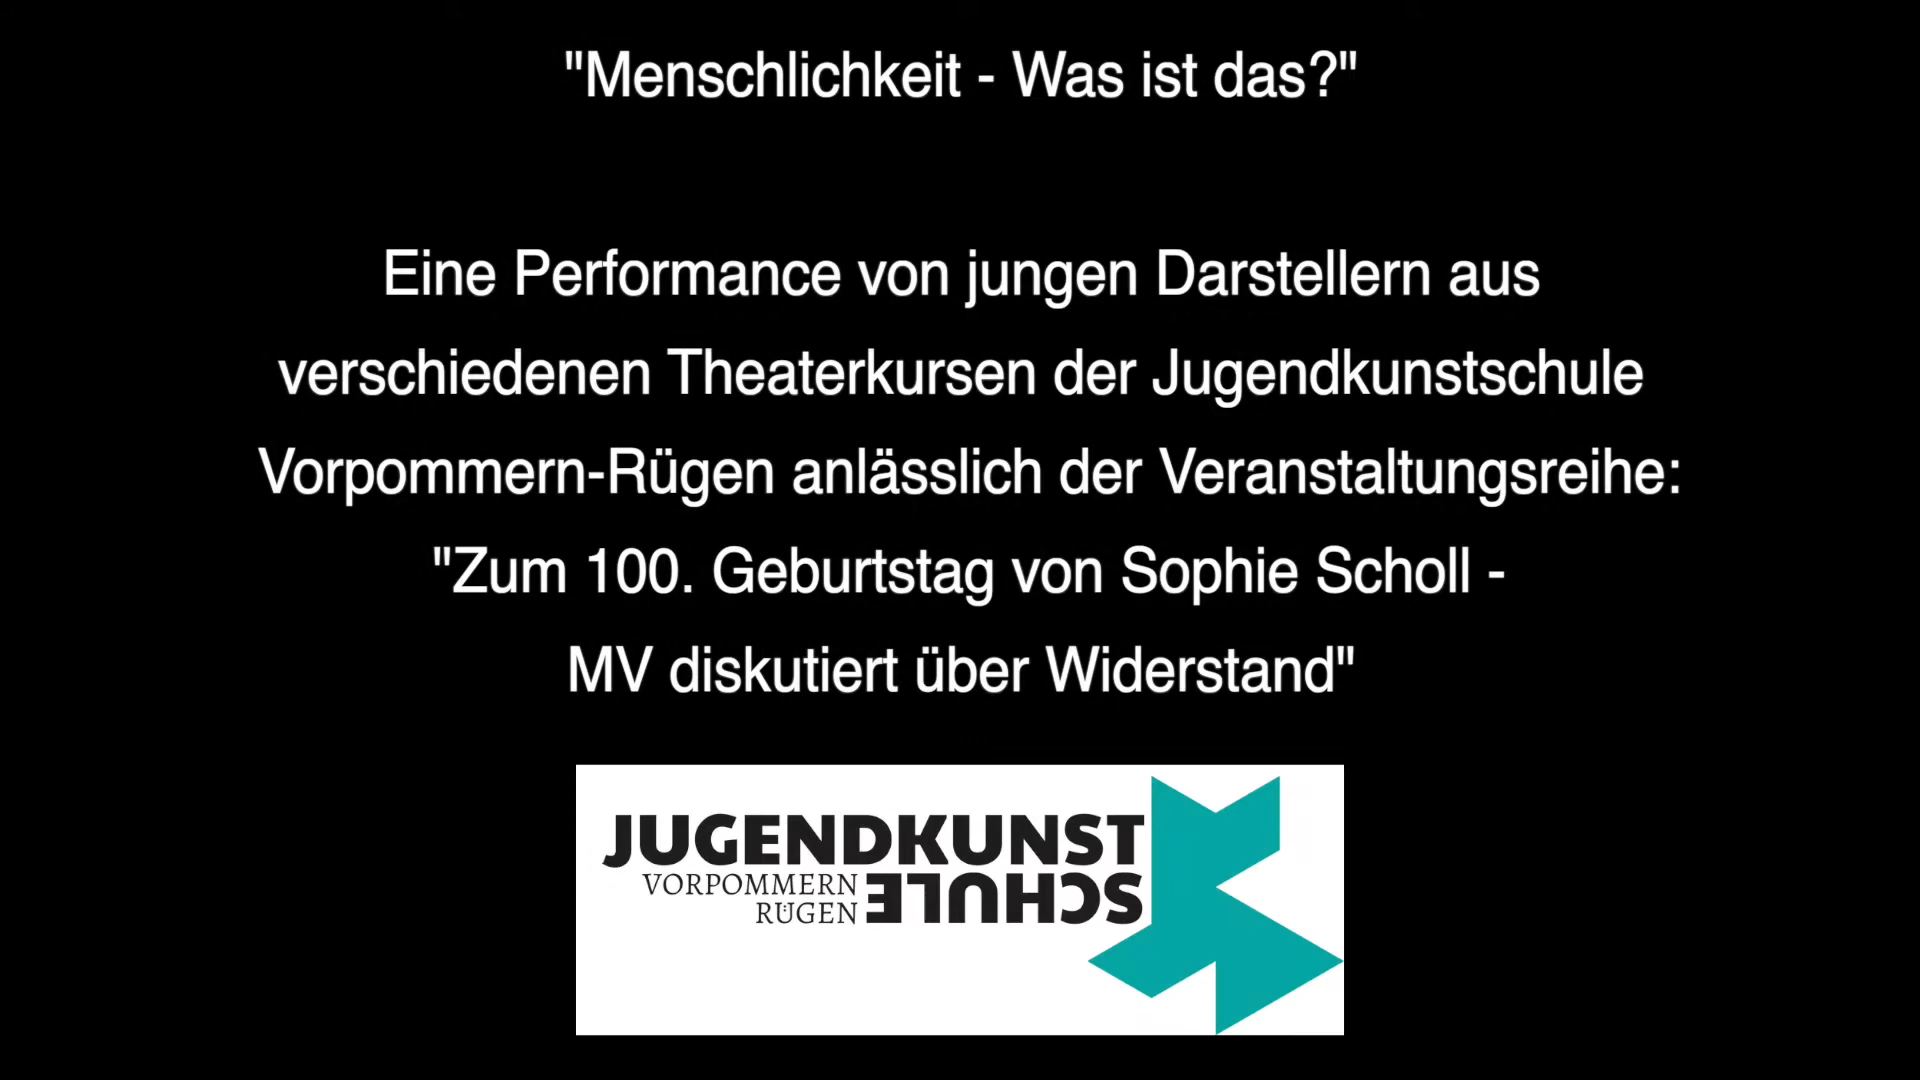 "Menschlichkeit - Was ist das?"
Eine Performance von jungen Darstellern aus
verschiedenen Theaterkursen der Jugendkunstschule
Vorpommern-Rügen anlässlich der Veranstaltungsreihe:
"Zum 100. Geburtstag von Sophie Scholl -
MV diskutiert über Widerstand"
JUGENDKUNST
SCHULE
VORPOMMERN
RÜGEN